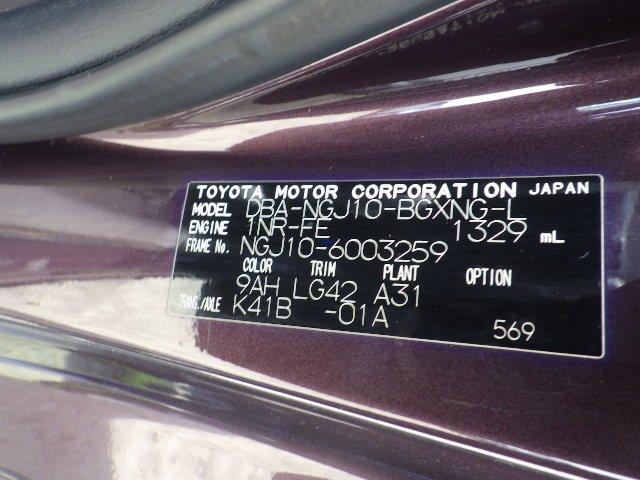 TOYOTA MOTOR CORPORATION JAPAN
MODEL DBA-NGJ10-BGXNG-L
ENGINE 1NR-FE 1329 mL
FRAME No. NGJ10-6003259
COLOR TRIM PLANT OPTION
9AH LG42 A31
TRANS./AXLE K41B -01A
569